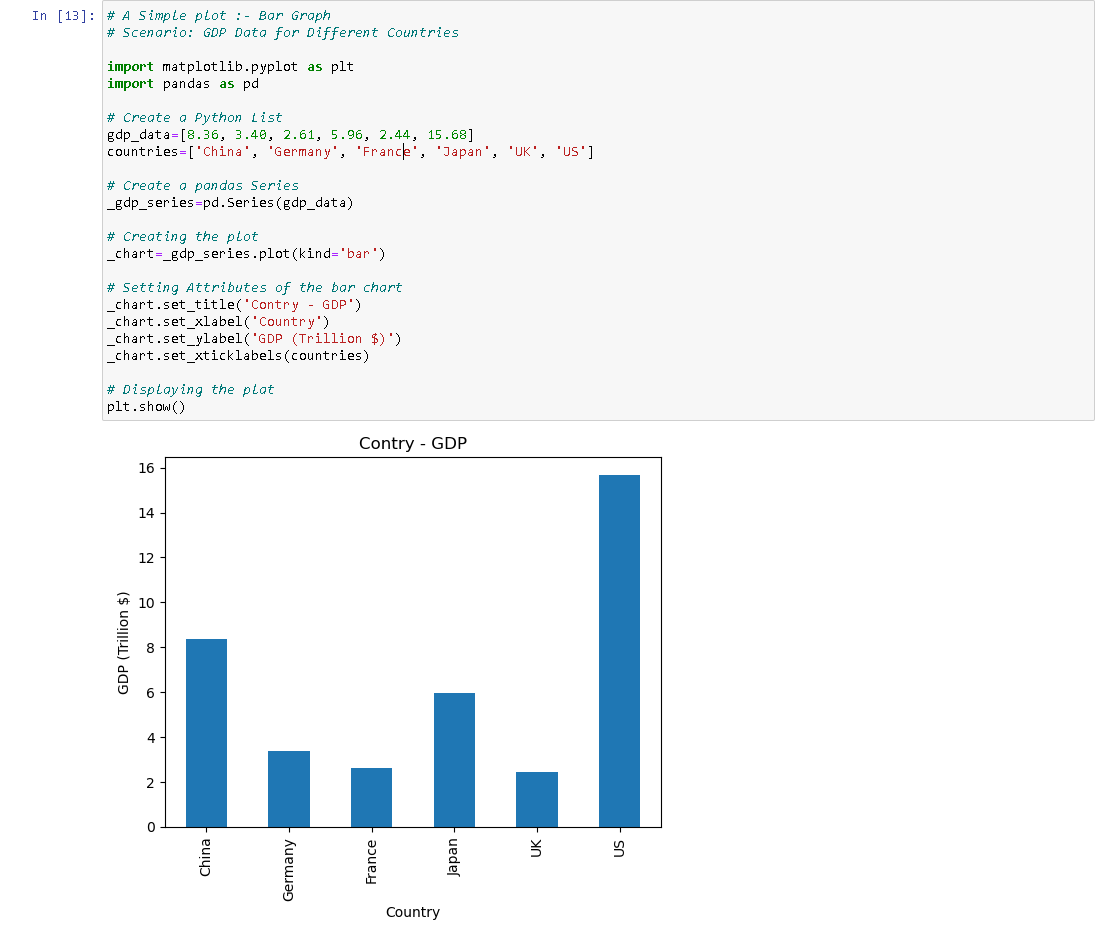 In [13]: # A Simple plot :- Bar Graph
# Scenario: GDP Data for Different Countries
import matplotlib.pyplot as plt
import pandas as pd
# Create a Python List
gdp_data=[8.36, 3.40, 2.61, 5.96, 2.44, 15.68]
countries=['China', 'Germany', 'France', 'Japan', 'UK', 'US']
# Create a pandas Series
_gdp_series=pd.Series(gdp_data)
# Creating the plot
_chart=_gdp_series.plot(kind='bar')
# Setting Attributes of the bar chart
_chart.set_title('Contry - GDP')
_chart.set_xlabel('Country')
_chart.set_ylabel('GDP (Trillion $)')
_chart.set_xticklabels(countries)
# Displaying the plat
plt.show()
Contry - GDP
GDP (Trillion $)
16
14
12
10
8
6
4
2
0
China
Germany
France
Japan
UK
US
Country